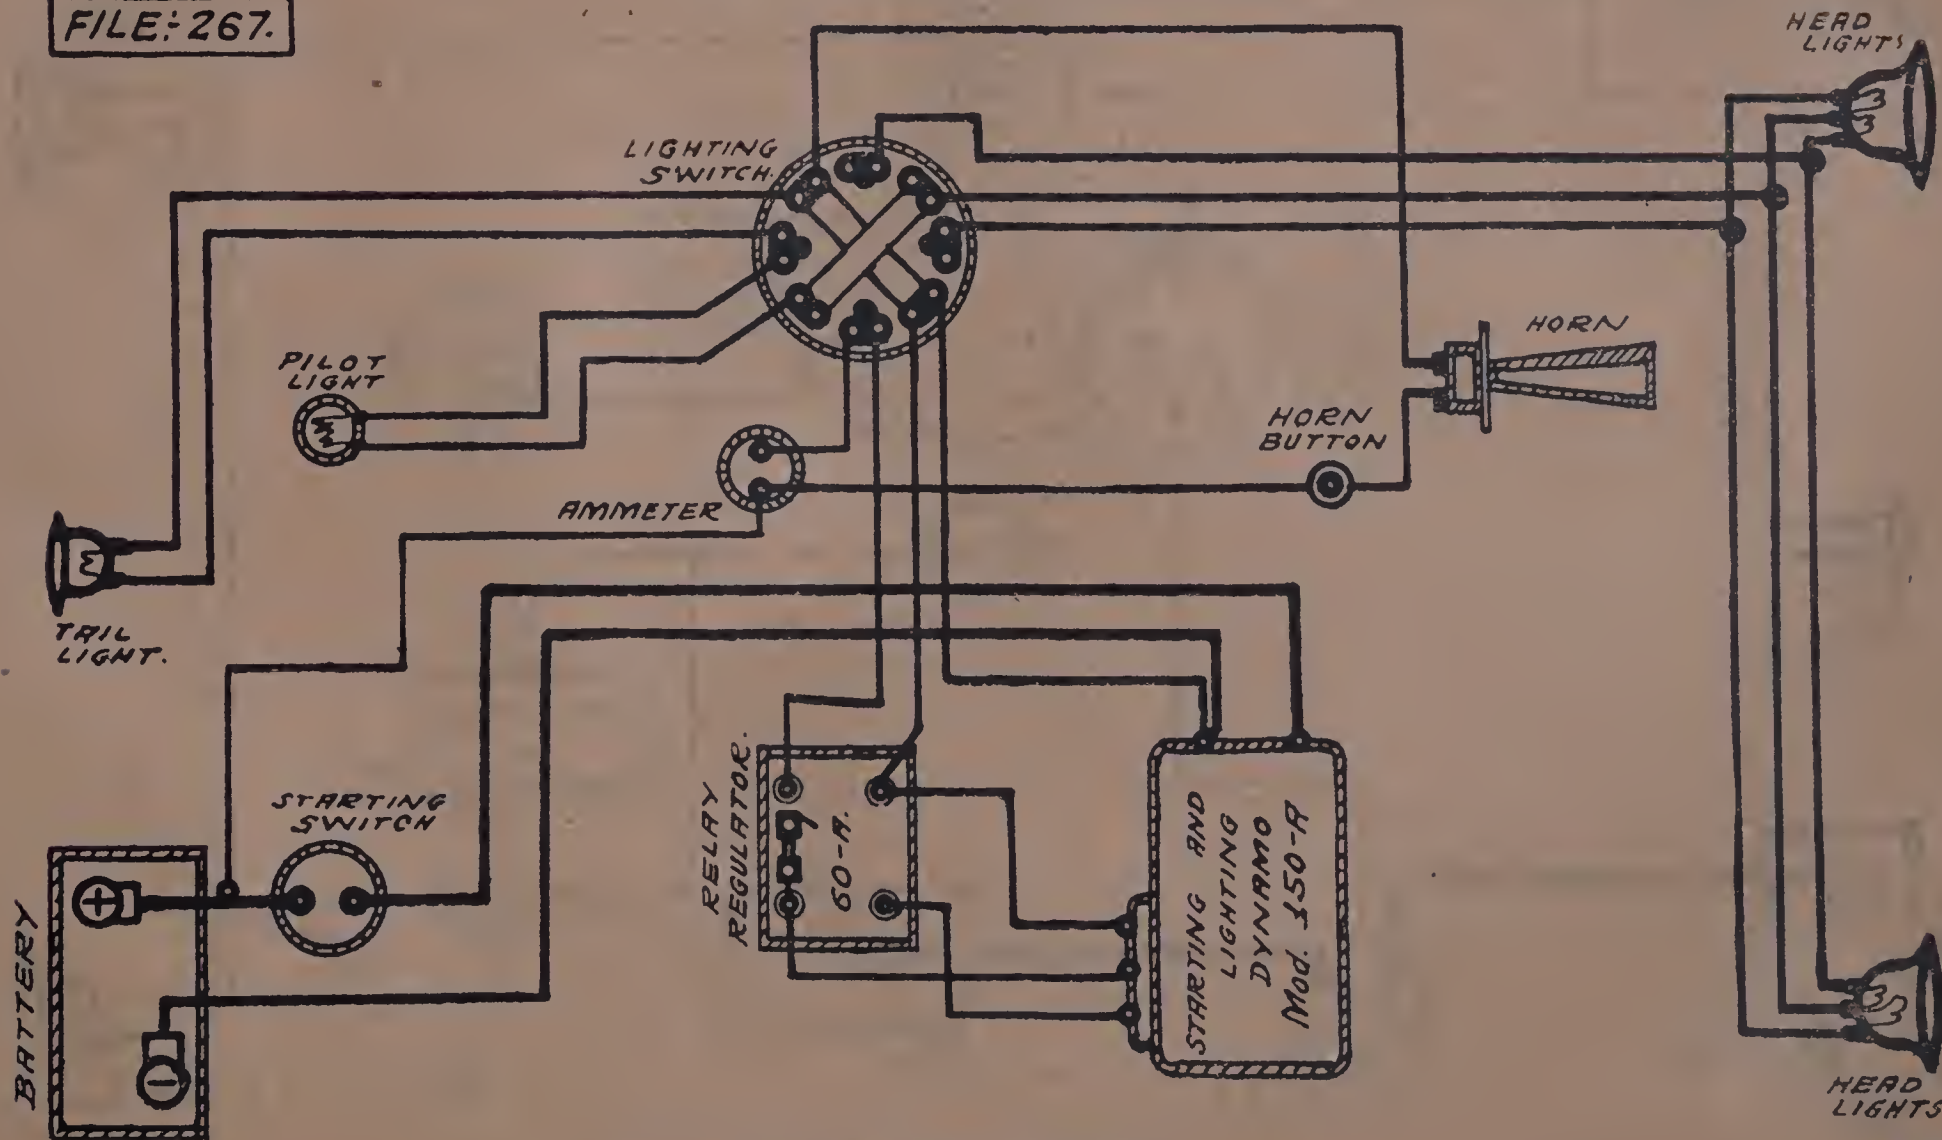 FILE:-267.
HEAD
LIGHTS
LIGHTING
SWITCH.
PILOT
LIGHT
HORN
HORN
BUTTON
AMMETER
TAIL
LIGHT.
STARTING
SWITCH
RELAY
REGULATOR.
60-A.
STARTING AND
LIGHTING
DYNAMO
Mod. 150-A
BATTERY
+
−
HEAD
LIGHTS